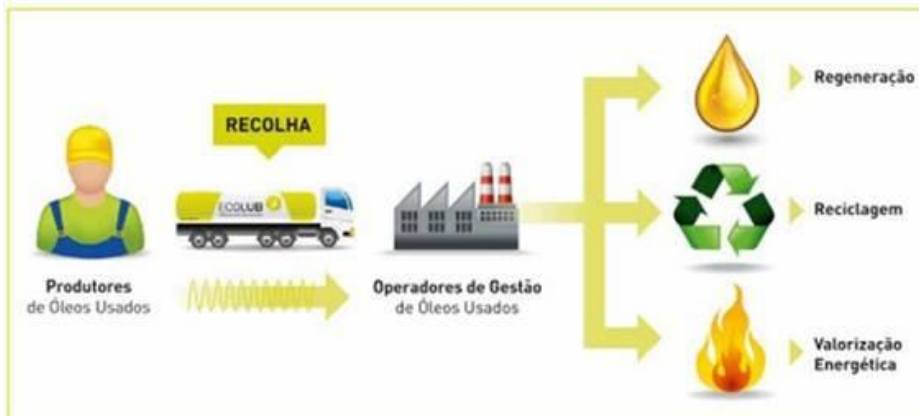 RECOLHA
ECOLUB
Produtores
de Óleos Usados
Operadores de Gestão
de Óleos Usados
Regeneração
Reciclagem
Valorização
Energética